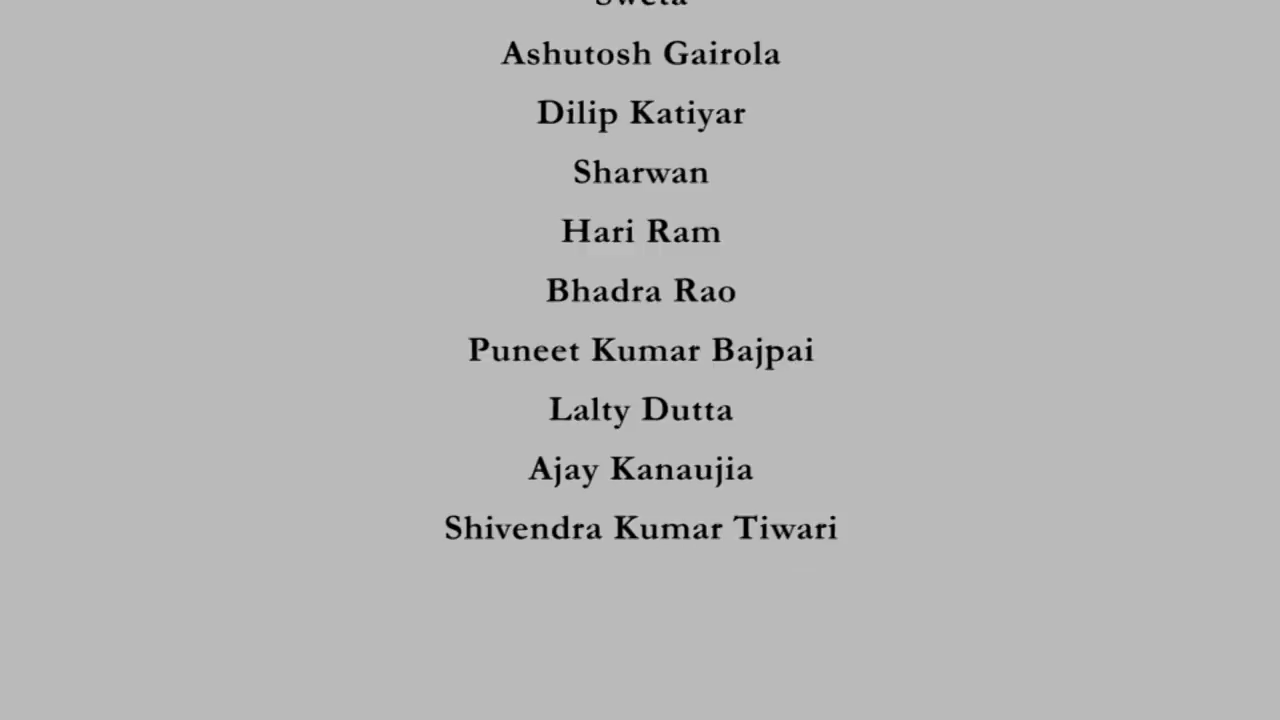 Sweta
Ashutosh Gairola
Dilip Katiyar
Sharwan
Hari Ram
Bhadra Rao
Puneet Kumar Bajpai
Lalty Dutta
Ajay Kanaujia
Shivendra Kumar Tiwari